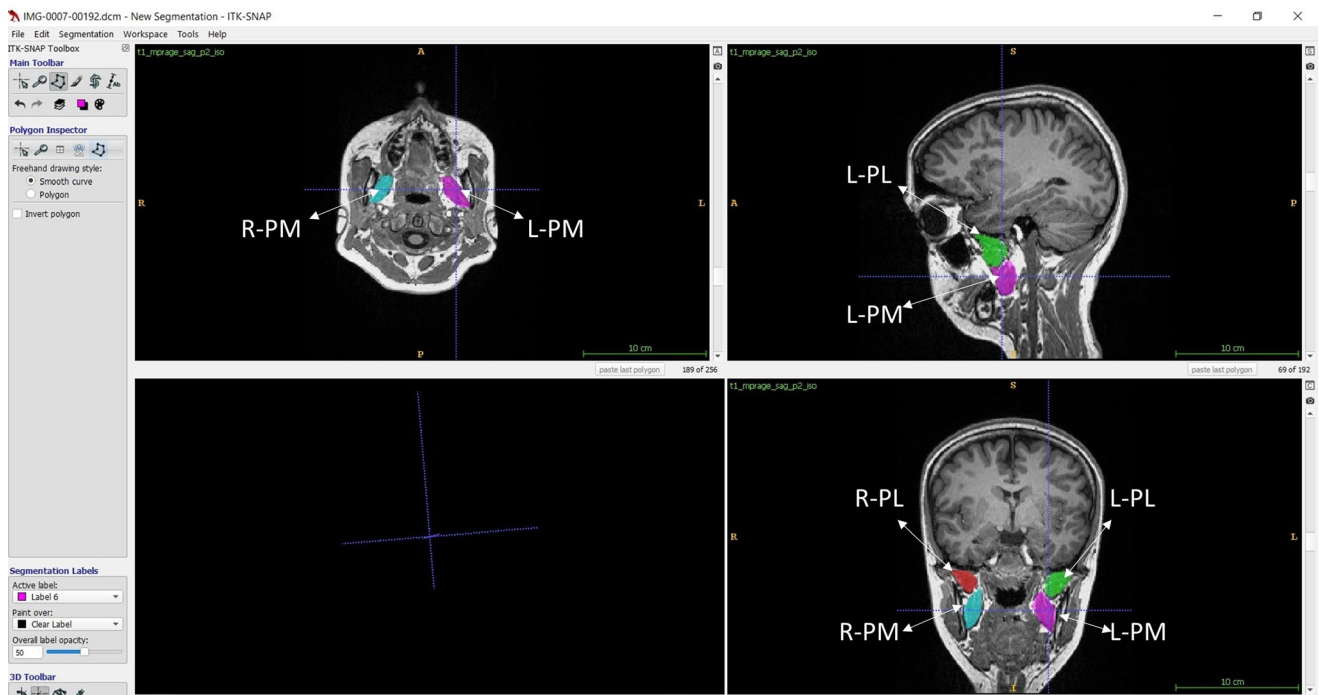 IMG-0007-00192.dcm - New Segmentation - ITK-SNAP
File Edit Segmentation Workspace Tools Help
ITK-SNAP Toolbox
Main Toolbar
Polygon Inspector
Freehand drawing style:
Smooth curve
Polygon
Invert polygon
Segmentation Labels
Active label:
Label 6
Paint over:
Clear Label
Overall label opacity:
50
3D Toolbar
t1_mprage_sag_p2_iso
A
R
L
P
R-PM
L-PM
10 cm
A
paste last polygon 189 of 256
t1_mprage_sag_p2_iso
S
A
P
L-PL
L-PM
10 cm
S
paste last polygon 69 of 192
t1_mprage_sag_p2_iso
S
R
L
I
R-PL
L-PL
R-PM
L-PM
10 cm
C